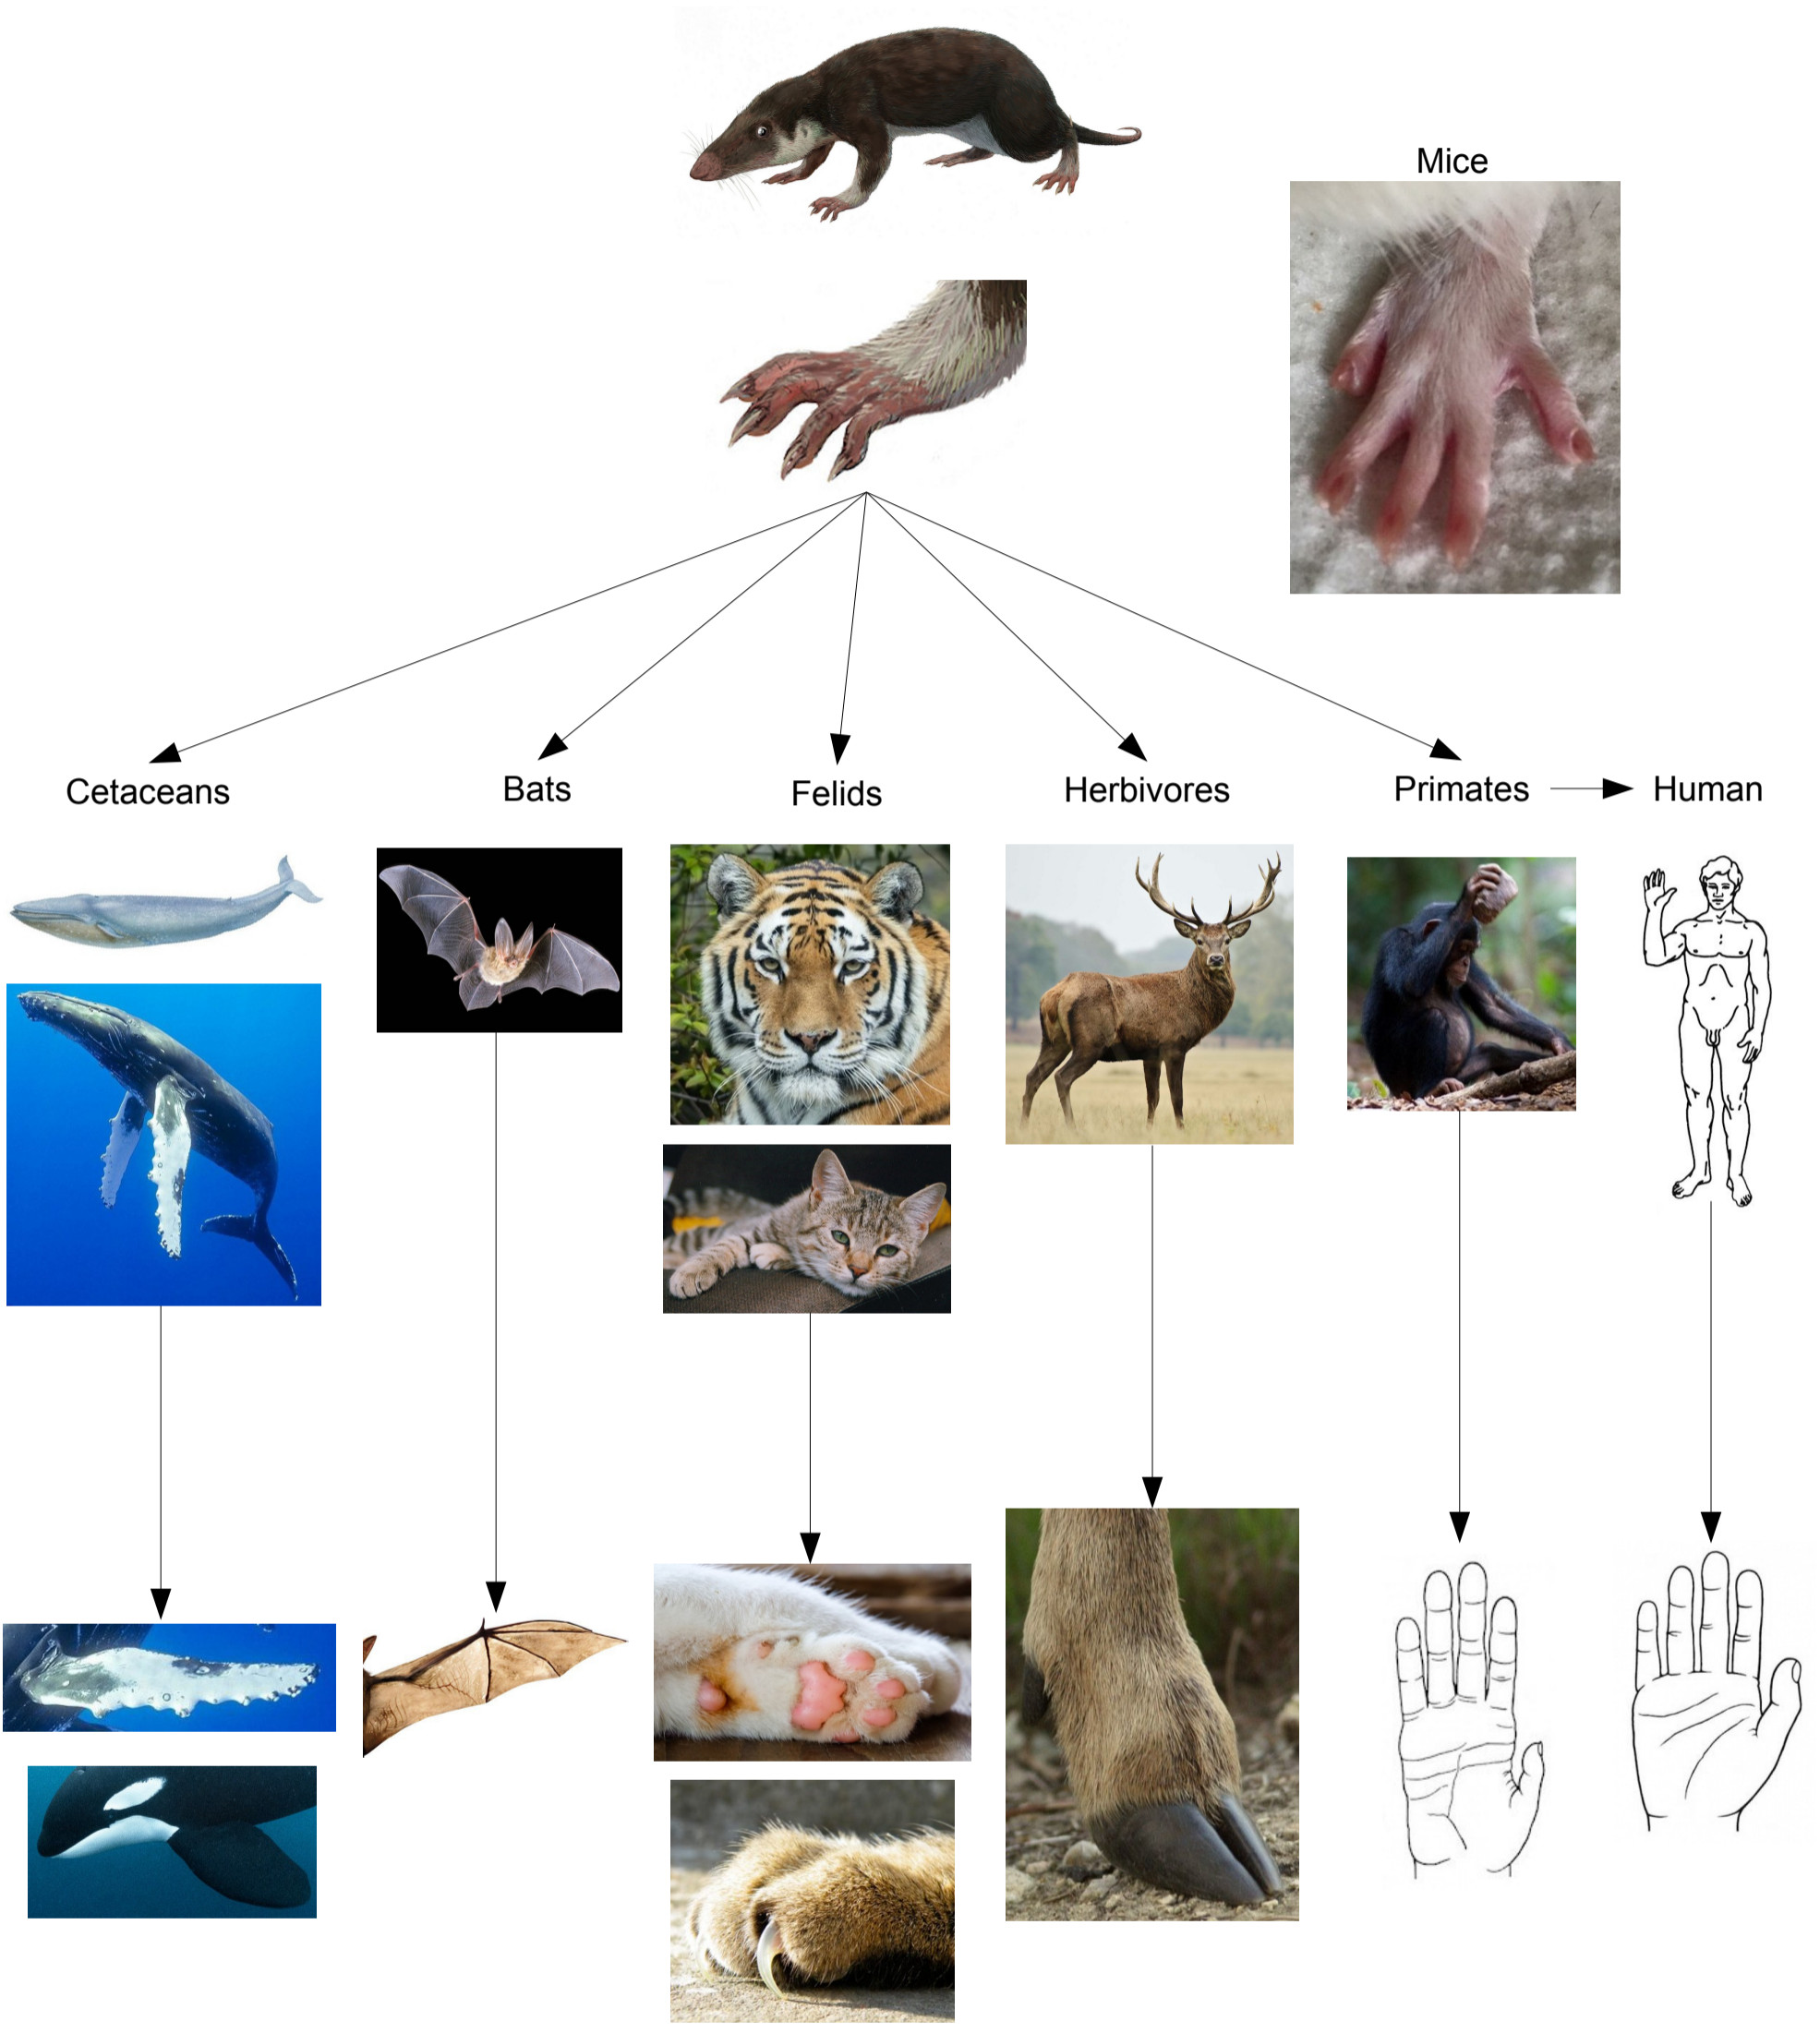 Mice
Cetaceans
Bats
Felids
Herbivores
Primates
Human